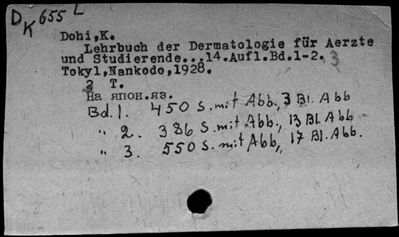 D K 655 L
Dohi,K.
Lehrbuch der Dermatologie für Aerzte
und Studierende...14.Aufl.Bd.1-2. 3
Tokyl,Nankodo,1928.
3 T.
На япон.яз.
Bd. 1. 450 S. mit Abb., 3 Bl. Abb
" 2. 386 S. mit Abb., 13 Bl. Abb
" 3. 550 S. mit Abb., 17 Bl. Abb.